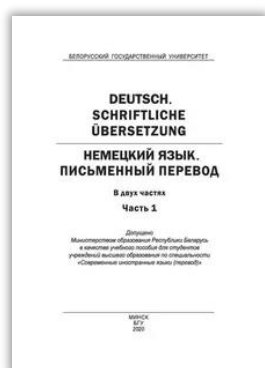 БЕЛОРУССКИЙ ГОСУДАРСТВЕННЫЙ УНИВЕРСИТЕТ
DEUTSCH.
SCHRIFTLICHE
ÜBERSETZUNG
НЕМЕЦКИЙ ЯЗЫК.
ПИСЬМЕННЫЙ ПЕРЕВОД
В двух частях
Часть 1
Допущено
Министерством образования Республики Беларусь
в качестве учебного пособия для студентов
учреждений высшего образования по специальности
«Современные иностранные языки (перевод)»
МИНСК
БГУ
2020